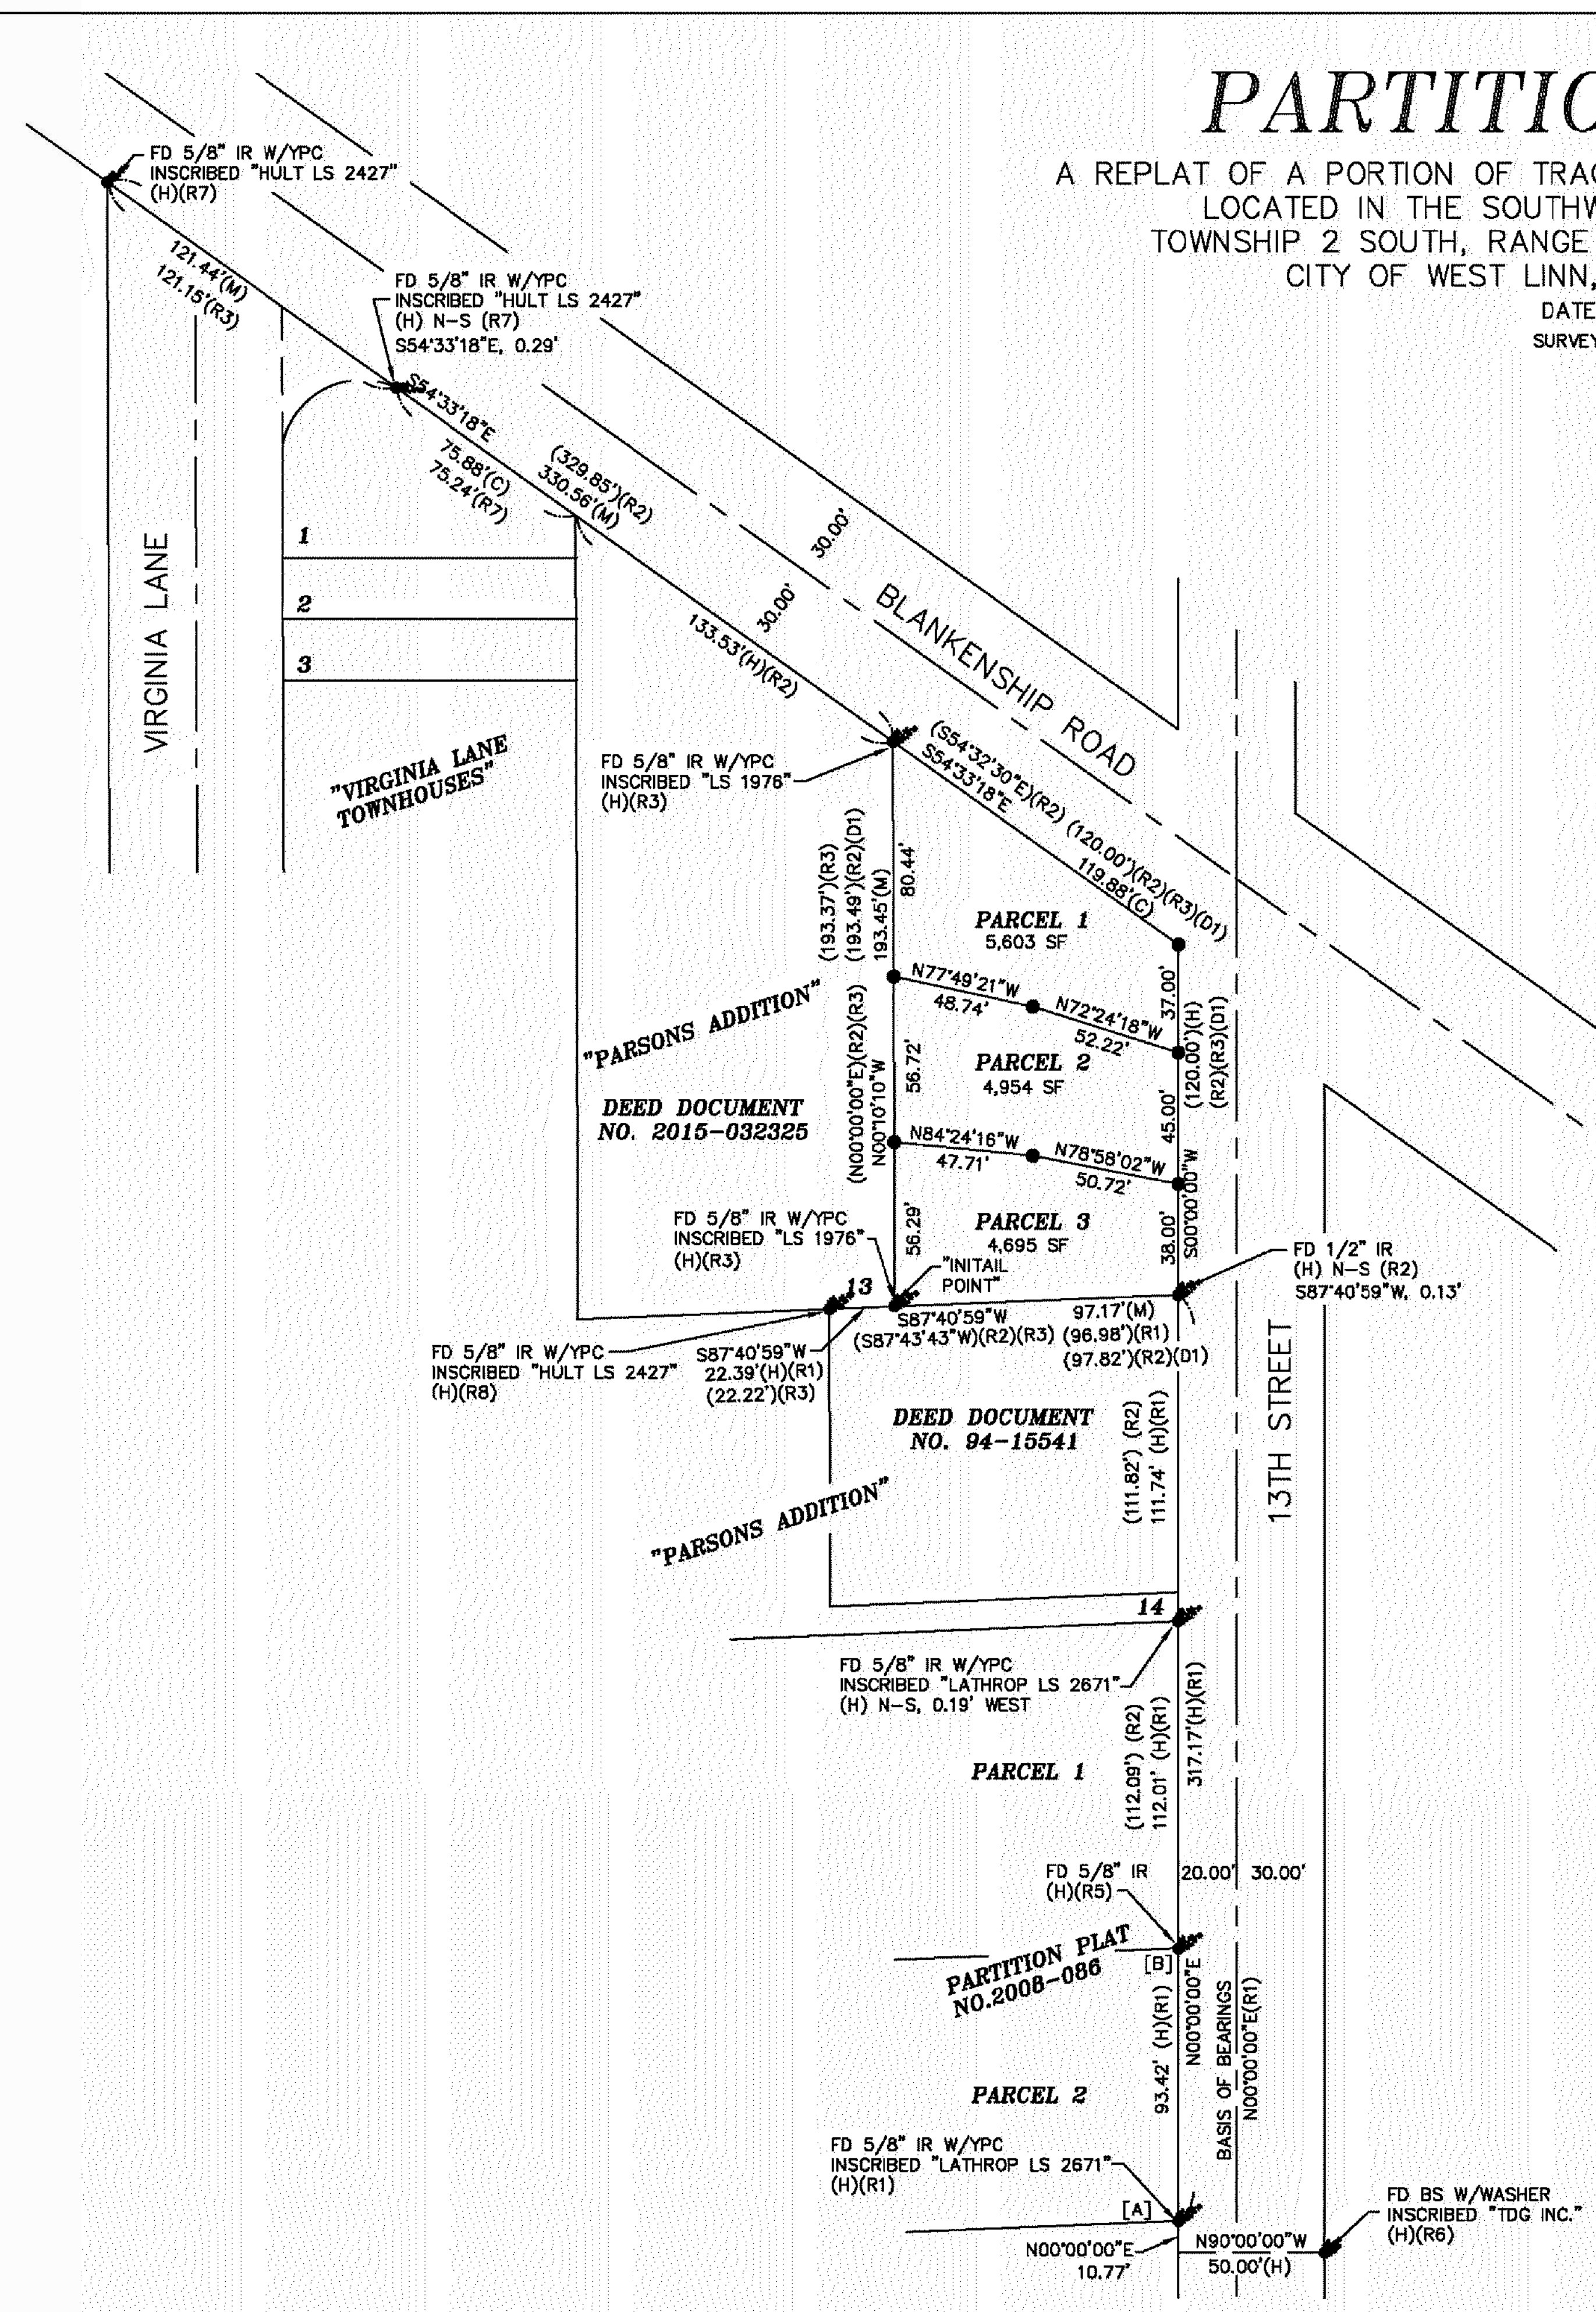 PARTITIO
A REPLAT OF A PORTION OF TRAC
LOCATED IN THE SOUTHW
TOWNSHIP 2 SOUTH, RANGE
CITY OF WEST LINN,
DATE
SURVEY
FD 5/8" IR W/YPC
INSCRIBED "HULT LS 2427"
(H)(R7)
121.44'(M)
121.15'(R3)
FD 5/8" IR W/YPC
INSCRIBED "HULT LS 2427"
(H) N-S (R7)
S54°33'18"E, 0.29'
S54°33'18"E
75.88'(C)
75.24'(R7)
(329.85')(R2)
330.56'(M)
30.00'
30.00'
BLANKENSHIP ROAD
133.53'(H)(R2)
VIRGINIA LANE
1
2
3
"VIRGINIA LANE
TOWNHOUSES"
FD 5/8" IR W/YPC
INSCRIBED "LS 1976"
(H)(R3)
(S54°32'30"E)(R2) (120.00')(R2)(R3)(D1)
S54°33'18"E
119.88'(C)
(193.37')(R3)
(193.49')(R2)(D1)
193.45'(M)
80.44'
PARCEL 1
5,603 SF
N77°49'21"W
48.74'
N72°24'18"W
52.22'
37.00'
(120.00')(H)
(R2)(R3)(D1)
"PARSONS ADDITION"
(N00°00'00"E)(R2)(R3)
N00°10'10"W
56.72'
PARCEL 2
4,954 SF
45.00'
DEED DOCUMENT
NO. 2015-032325
N84°24'16"W
47.71'
N78°58'02"W
50.72'
S00°00'00"W
FD 5/8" IR W/YPC
INSCRIBED "LS 1976"
(H)(R3)
56.29'
PARCEL 3
4,695 SF
38.00'
"INITAIL
POINT"
FD 1/2" IR
(H) N-S (R2)
S87°40'59"W, 0.13'
13
S87°40'59"W
97.17'(M)
(S87°43'43"W)(R2)(R3) (96.98')(R1)
(97.82')(R2)(D1)
FD 5/8" IR W/YPC
INSCRIBED "HULT LS 2427"
(H)(R8)
S87°40'59"W
22.39'(H)(R1)
(22.22')(R3)
13TH STREET
DEED DOCUMENT
NO. 94-15541
(111.82') (R2)
111.74' (H)(R1)
"PARSONS ADDITION"
14
FD 5/8" IR W/YPC
INSCRIBED "LATHROP LS 2671"
(H) N-S, 0.19' WEST
(112.09') (R2)
112.01' (H)(R1)
317.17'(H)(R1)
PARCEL 1
FD 5/8" IR
(H)(R5)
20.00'
30.00'
PARTITION PLAT
NO.2008-086
[B]
93.42' (H)(R1)
N00°00'00"E
BASIS OF BEARINGS
N00°00'00"E(R1)
PARCEL 2
FD 5/8" IR W/YPC
INSCRIBED "LATHROP LS 2671"
(H)(R1)
[A]
N00°00'00"E
10.77'
N90°00'00"W
50.00'(H)
FD BS W/WASHER
INSCRIBED "TDG INC."
(H)(R6)